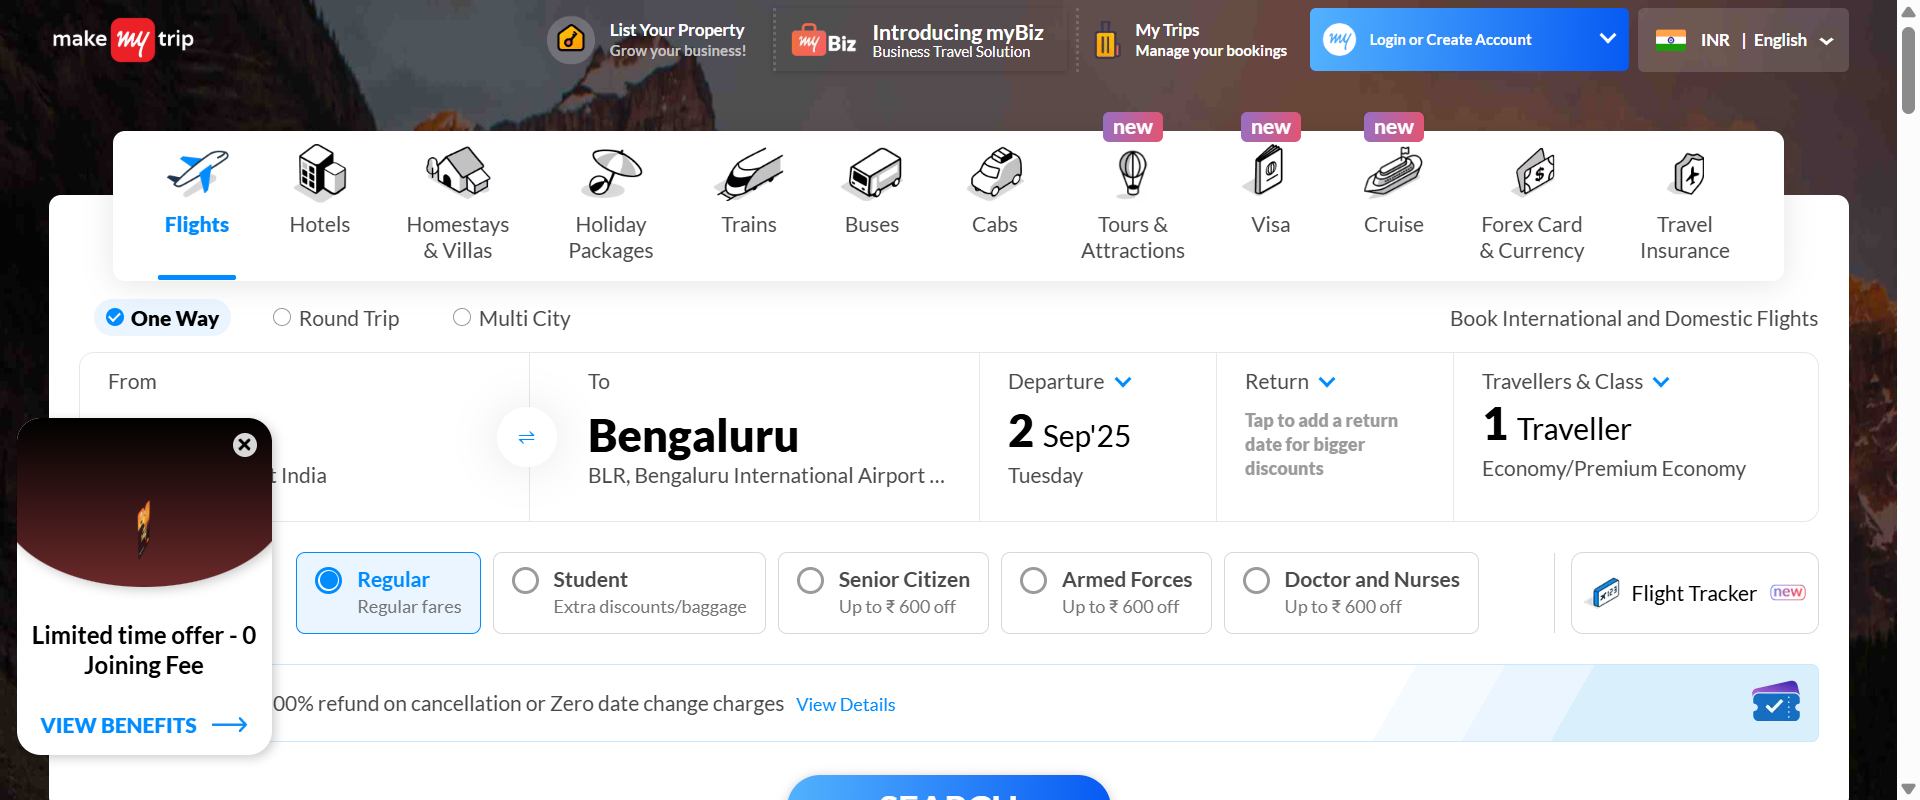 make my trip
List Your Property
Grow your business!
my Biz
Introducing myBiz
Business Travel Solution
My Trips
Manage your bookings
my
Login or Create Account
INR | English
new
new
new
Flights
Hotels
Homestays
& Villas
Holiday
Packages
Trains
Buses
Cabs
Tours &
Attractions
Visa
Cruise
Forex Card
& Currency
Travel
Insurance
One Way
Round Trip
Multi City
Book International and Domestic Flights
From
To
Departure
Return
Travellers & Class
Bengaluru
2 Sep'25
Tap to add a return
date for bigger
discounts
1 Traveller
India
BLR, Bengaluru International Airport ...
Tuesday
Economy/Premium Economy
Regular
Regular fares
Student
Extra discounts/baggage
Senior Citizen
Up to ₹ 600 off
Armed Forces
Up to ₹ 600 off
Doctor and Nurses
Up to ₹ 600 off
Flight Tracker
new
Limited time offer - 0
Joining Fee
VIEW BENEFITS
00% refund on cancellation or Zero date change charges View Details
SEARCH